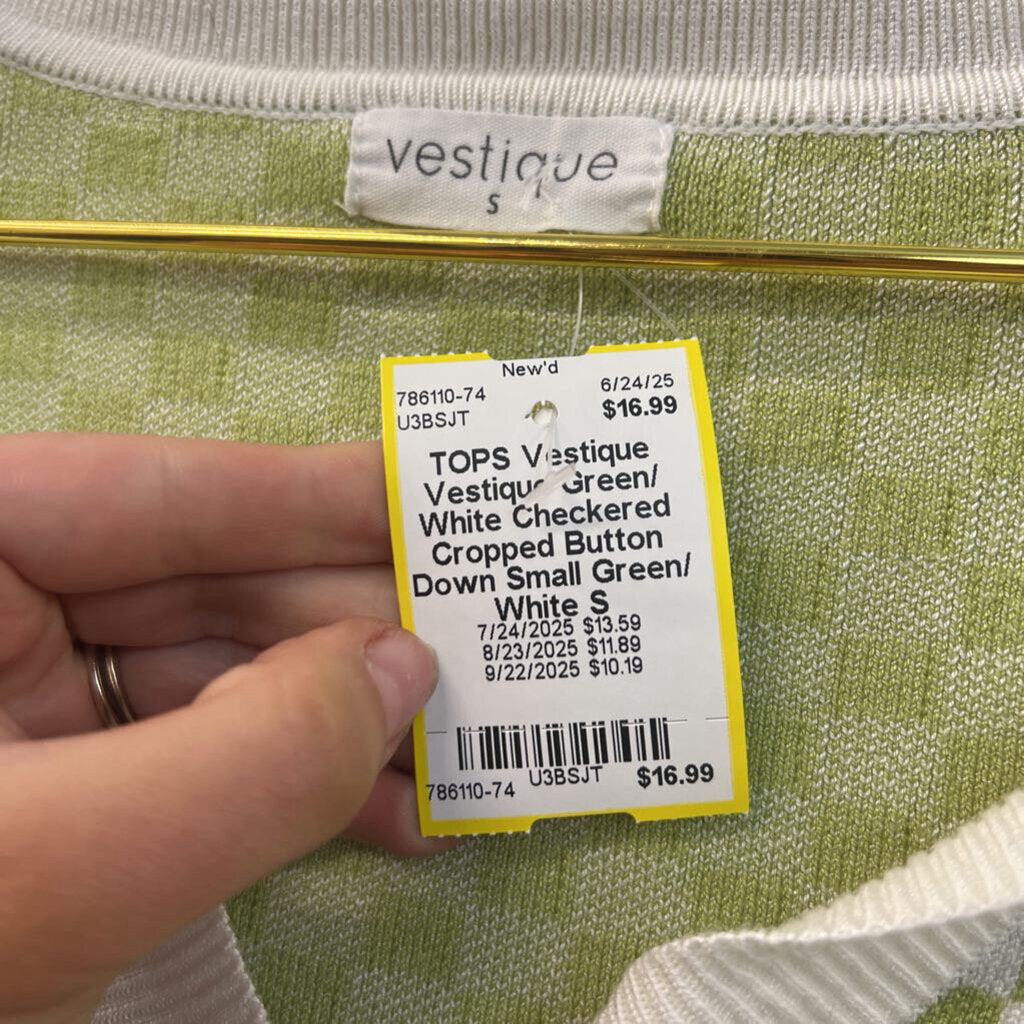 vestique
S
New'd
786110-74 6/24/25
U3BSJT $16.99
TOPS Vestique
Vestique Green/
White Checkered
Cropped Button
Down Small Green/
White S
7/24/2025 $13.59
8/23/2025 $11.89
9/22/2025 $10.19
786110-74 U3BSJT $16.99